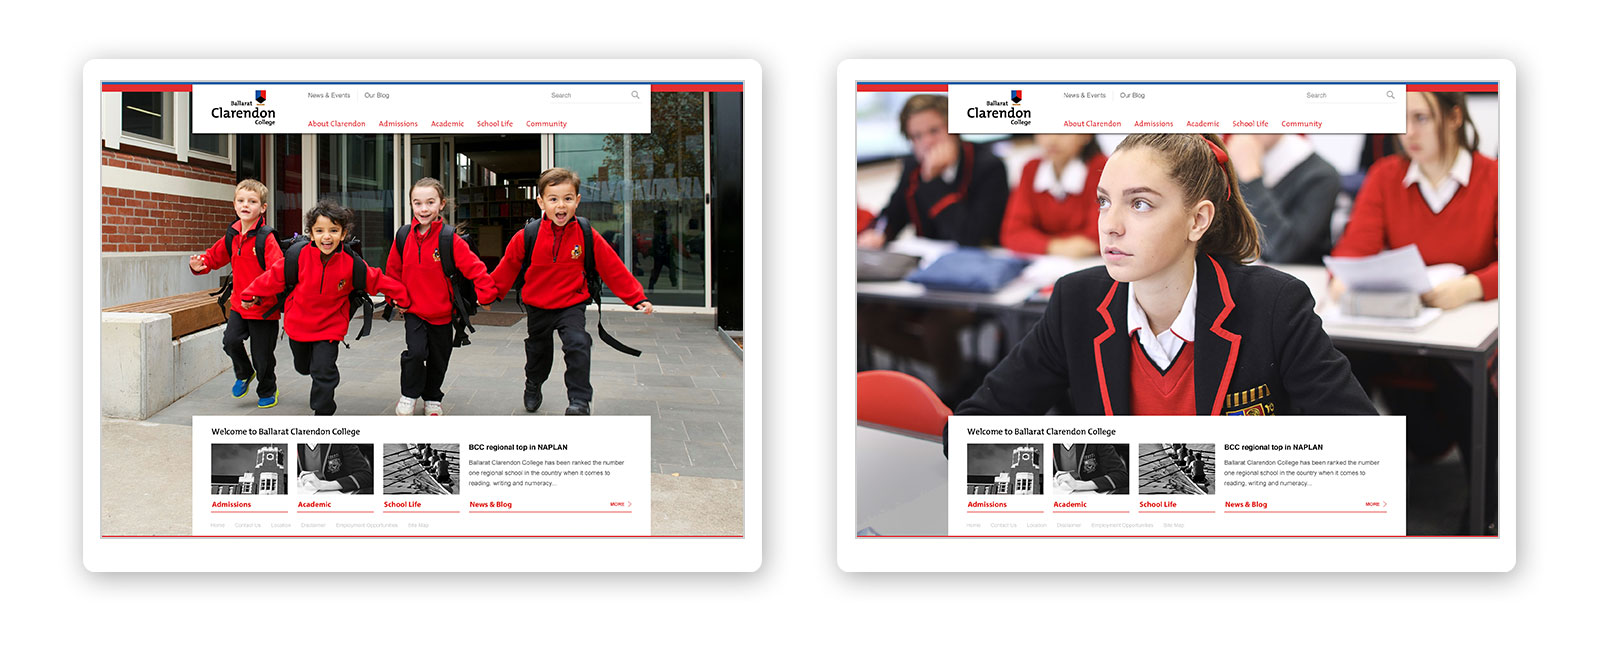 News & Events
Our Blog
Search
Ballarat
Clarendon
College
About Clarendon
Admissions
Academic
School Life
Community
Welcome to Ballarat Clarendon College
BCC regional top in NAPLAN
Ballarat Clarendon College has been ranked the number
one regional school in the country when it comes to
reading, writing and numeracy...
Admissions
Academic
School Life
News & Blog
MORE
Home
Contact Us
Location
Disclaimer
Employment Opportunities
Site Map
News & Events
Our Blog
Search
Ballarat
Clarendon
College
About Clarendon
Admissions
Academic
School Life
Community
Welcome to Ballarat Clarendon College
BCC regional top in NAPLAN
Ballarat Clarendon College has been ranked the number
one regional school in the country when it comes to
reading, writing and numeracy...
Admissions
Academic
School Life
News & Blog
MORE
Home
Contact Us
Location
Disclaimer
Employment Opportunities
Site Map